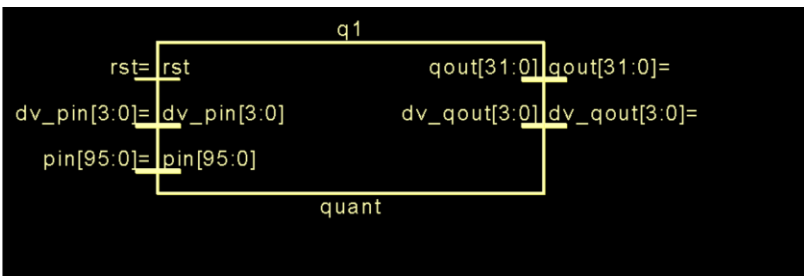 q1
rst= rst qout[31:0] qout[31:0]=
dv_pin[3:0]= dv_pin[3:0] dv_qout[3:0] dv_qout[3:0]=
pin[95:0]= pin[95:0]
quant